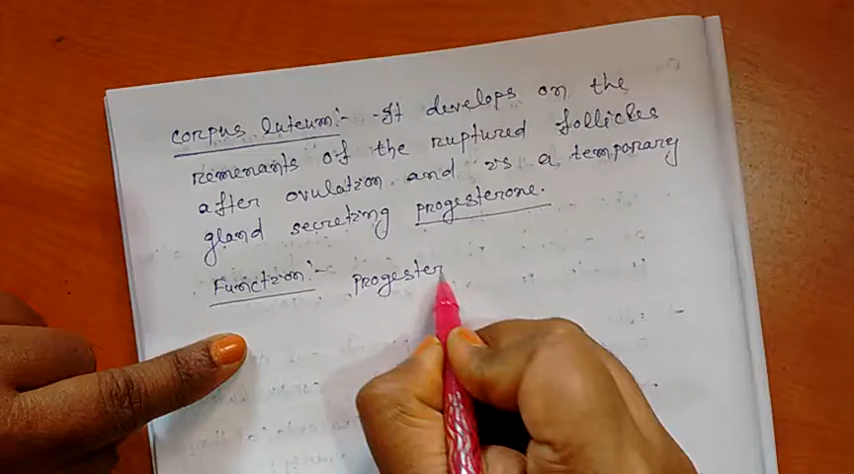 Corpus luteum:- It develops on the
remenants of the ruptured follicles
after ovulation and is a temporary
gland secreting progesterone.
Function:- Progester